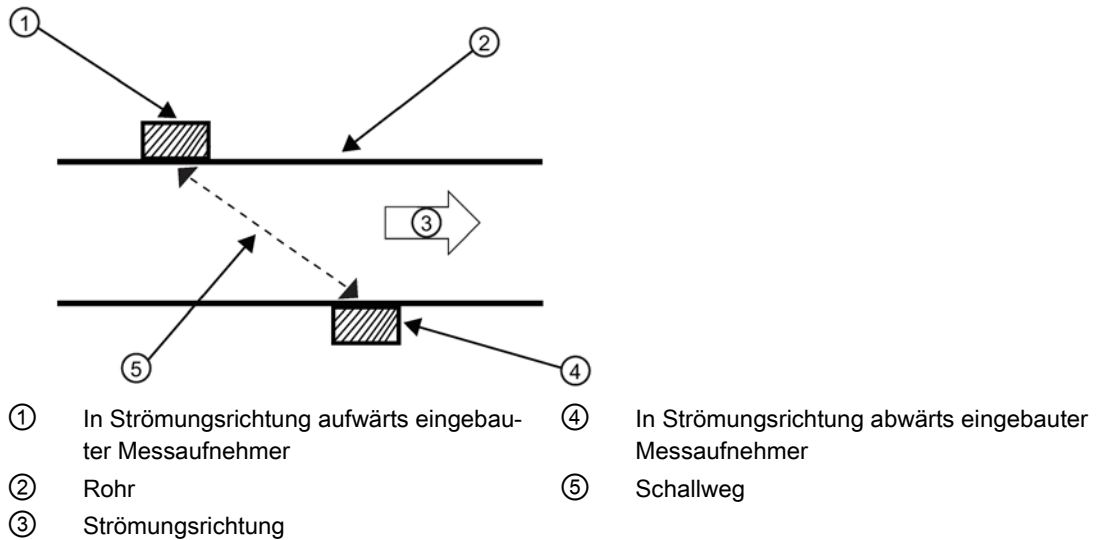 ①
②
③
⑤
④
① In Strömungsrichtung aufwärts eingebau-
ter Messaufnehmer
② Rohr
③ Strömungsrichtung
④ In Strömungsrichtung abwärts eingebauter
Messaufnehmer
⑤ Schallweg